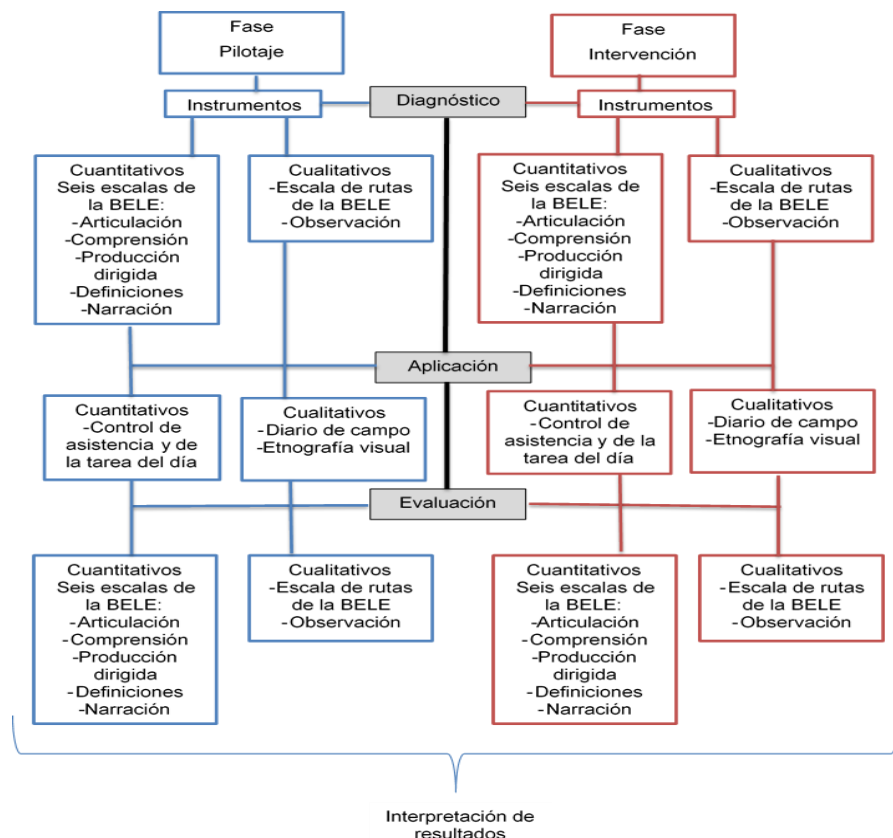 Fase
Pilotaje
Fase
Intervención
Instrumentos
Diagnóstico
Instrumentos
Cuantitativos
Seis escalas de
la BELE:
-Articulación
-Comprensión
-Producción
dirigida
-Definiciones
-Narración
Cualitativos
-Escala de rutas
de la BELE
-Observación
Cuantitativos
Seis escalas de
la BELE:
-Articulación
-Comprensión
-Producción
dirigida
-Definiciones
-Narración
Cualitativos
-Escala de rutas
de la BELE
-Observación
Aplicación
Cuantitativos
- Control de
asistencia y de
la tarea del día
Cualitativos
-Diario de campo
-Etnografía visual
Cuantitativos
- Control de
asistencia y de la
tarea del día
Cualitativos
-Diario de campo
-Etnografía visual
Evaluación
Cuantitativos
Seis escalas de
la BELE:
-Articulación
-Comprensión
-Producción
dirigida
-Definiciones
-Narración
Cualitativos
-Escala de rutas
de la BELE
-Observación
Cuantitativos
Seis escalas de
la BELE:
-Articulación
-Comprensión
-Producción
dirigida
-Definiciones
-Narración
Cualitativos
-Escala de rutas
de la BELE
-Observación
Interpretación de
resultados